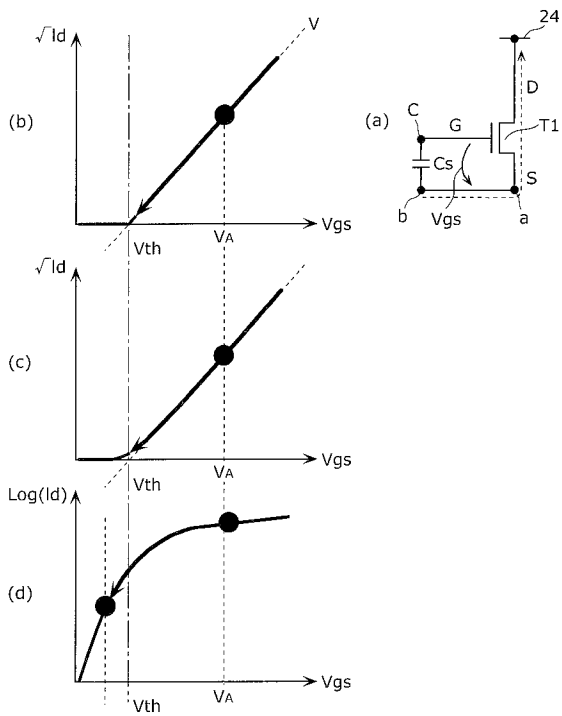 √Id
V
(b)
Vgs
Vth
VA
24
D
(a)
C
G
T1
Cs
S
b
Vgs
a
√Id
(c)
Vgs
Vth
VA
Log(Id)
(d)
Vgs
Vth
VA